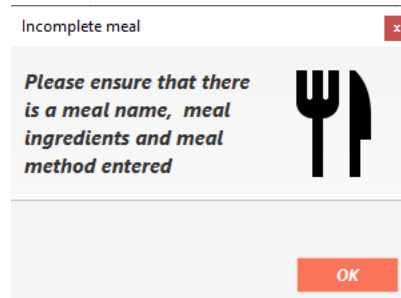 Incomplete meal
x
Please ensure that there
is a meal name,  meal
ingredients and meal
method entered
OK